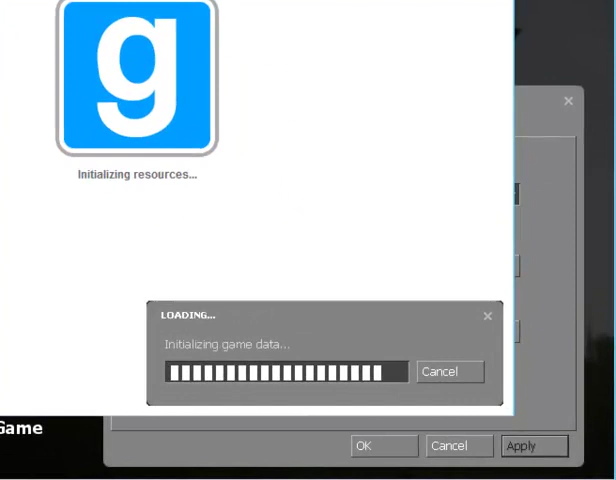 g
Initializing resources...
LOADING...
Initializing game data...
Cancel
Game
OK
Cancel
Apply